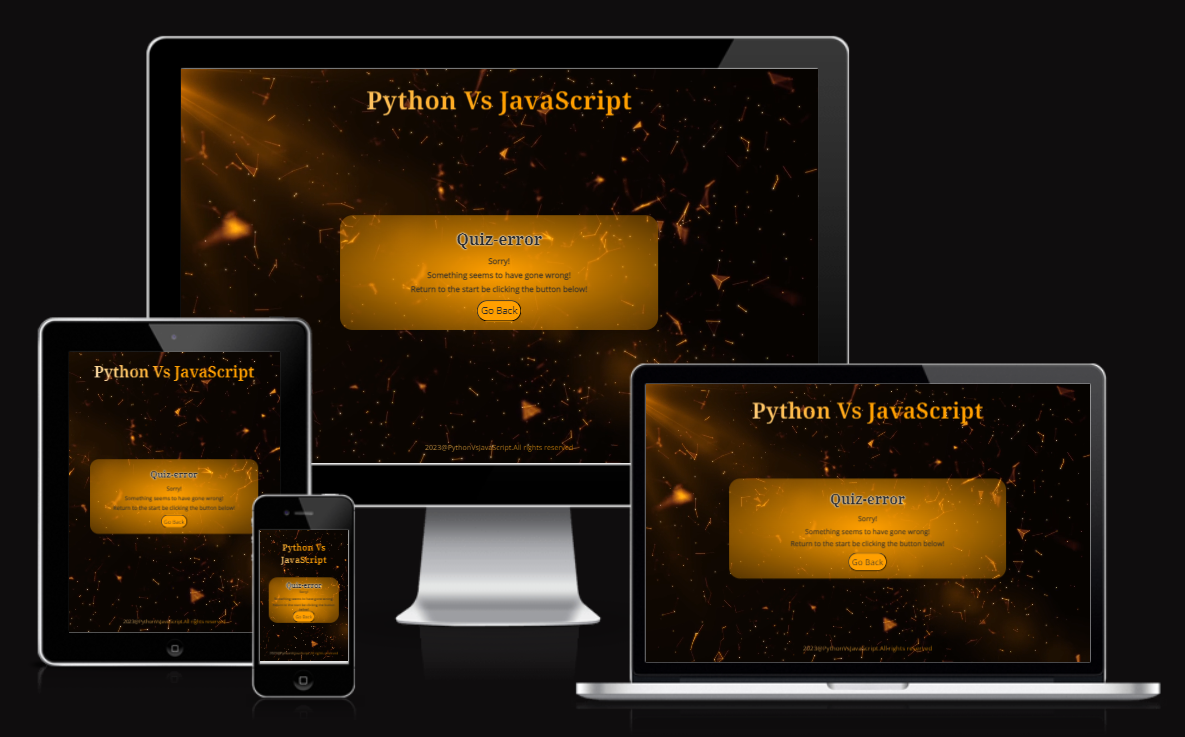 Python Vs JavaScript
Quiz-error
Sorry!
Something seems to have gone wrong!
Return to the start be clicking the button below!
Go Back
2023@PythonVsJavaScript.All rights reserved
Python Vs JavaScript
Quiz-error
Sorry!
Something seems to have gone wrong!
Return to the start be clicking the button below!
Go Back
2023@PythonVsJavaScript.All rights reserved
Python Vs
JavaScript
Quiz-error
Sorry!
Go Back
Python Vs JavaScript
Quiz-error
Sorry!
Something seems to have gone wrong!
Return to the start be clicking the button below!
Go Back
2023@PythonVsJavaScript.All rights reserved